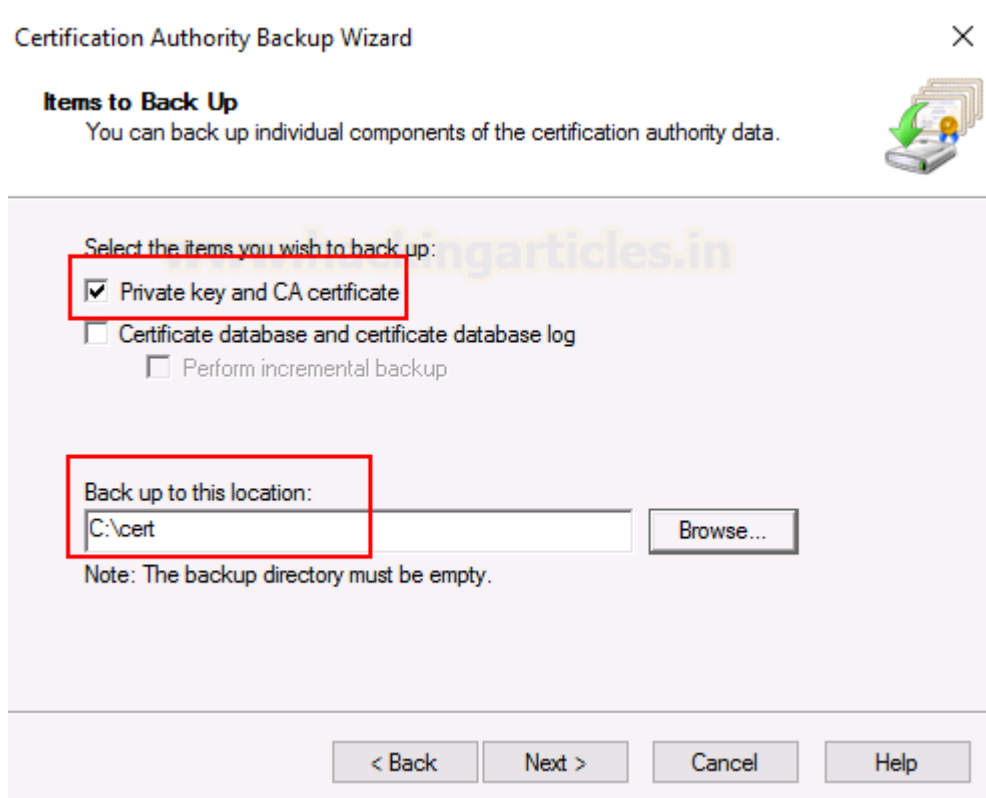 Certification Authority Backup Wizard
Items to Back Up
You can back up individual components of the certification authority data.
www.hackingarticles.in
Select the items you wish to back up:
Private key and CA certificate
Certificate database and certificate database log
Perform incremental backup
Back up to this location:
C:\cert
Browse...
Note: The backup directory must be empty.
< Back
Next >
Cancel
Help